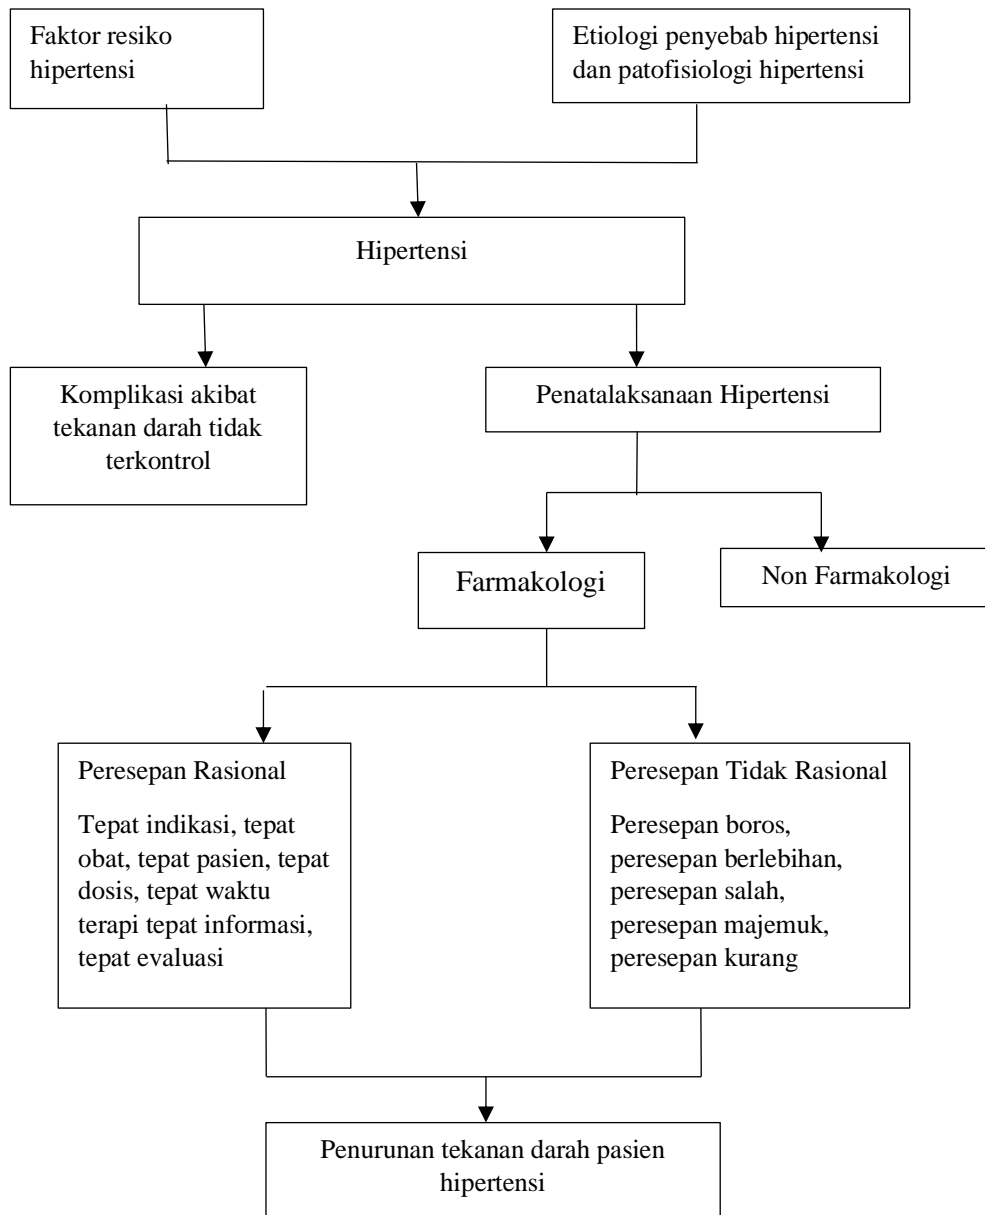 Faktor resiko
hipertensi
Etiologi penyebab hipertensi
dan patofisiologi hipertensi
Hipertensi
Komplikasi akibat
tekanan darah tidak
terkontrol
Penatalaksanaan Hipertensi
Farmakologi
Non Farmakologi
Peresepan Rasional
Tepat indikasi, tepat
obat, tepat pasien, tepat
dosis, tepat waktu
terapi tepat informasi,
tepat evaluasi
Peresepan Tidak Rasional
Peresepan boros,
peresepan berlebihan,
peresepan salah,
peresepan majemuk,
peresepan kurang
Penurunan tekanan darah pasien
hipertensi